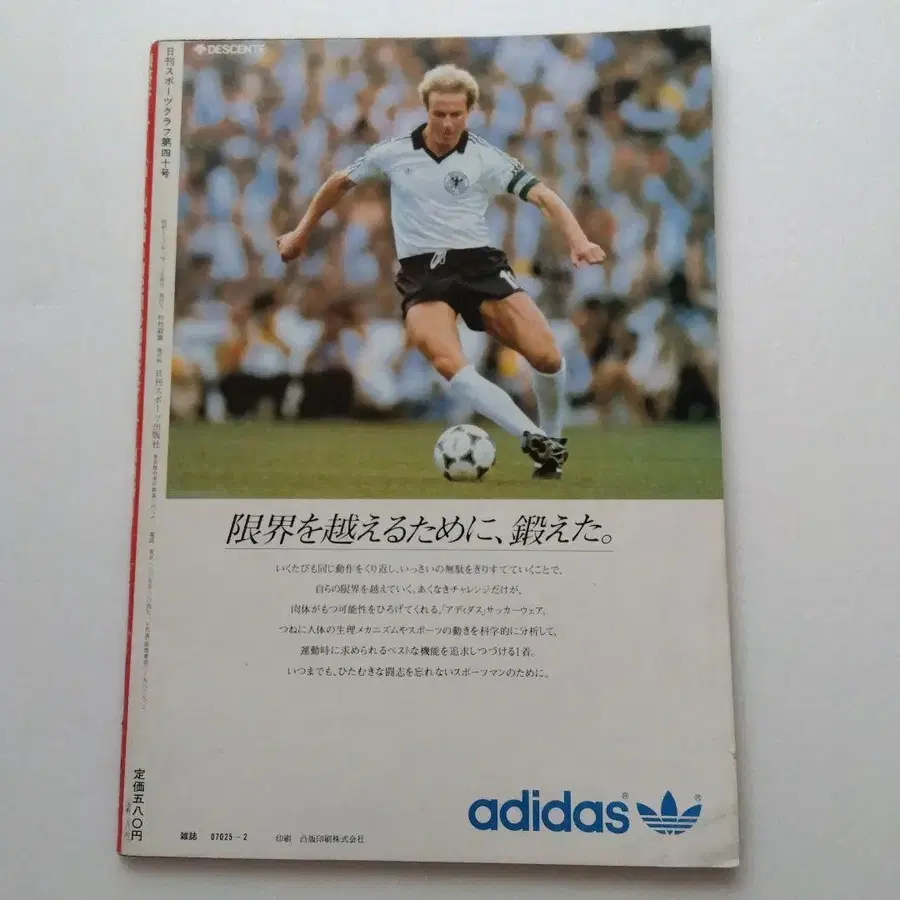 DESCENTE
日刊スポーツグラフ第四十号
日刊スポーツ出版社
定価五八〇円
限界を越えるために、鍛えた。
いくたびも同じ動作をくり返し、いっさいの無駄をきりすてていくことで、
自らの限界を越えていく。あくなきチャレンジだけが、
肉体がもつ可能性をひろげてくれる。「アディダス」サッカーウェア。
つねに人体の生理メカニズムやスポーツの動きを科学的に分析して、
運動時に求められるベストな機能を追求しつづける1着。
いつまでも、ひたむきな闘志を忘れないスポーツマンのために。
adidas® ®
雑誌 07025-2 印刷 凸版印刷株式会社